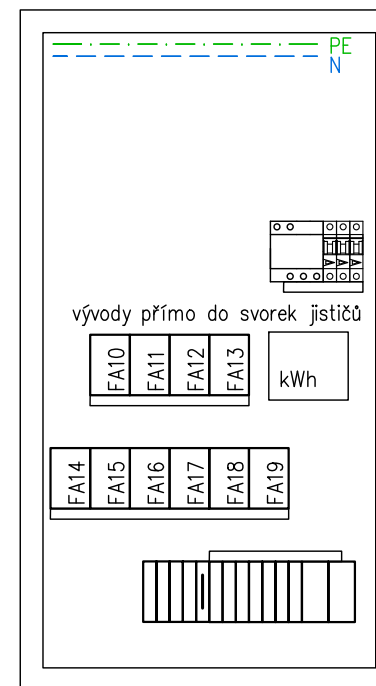 PE
N
A A A
vývody přímo do svorek jističů
FA10 FA11 FA12 FA13 kWh
FA14 FA15 FA16 FA17 FA18 FA19